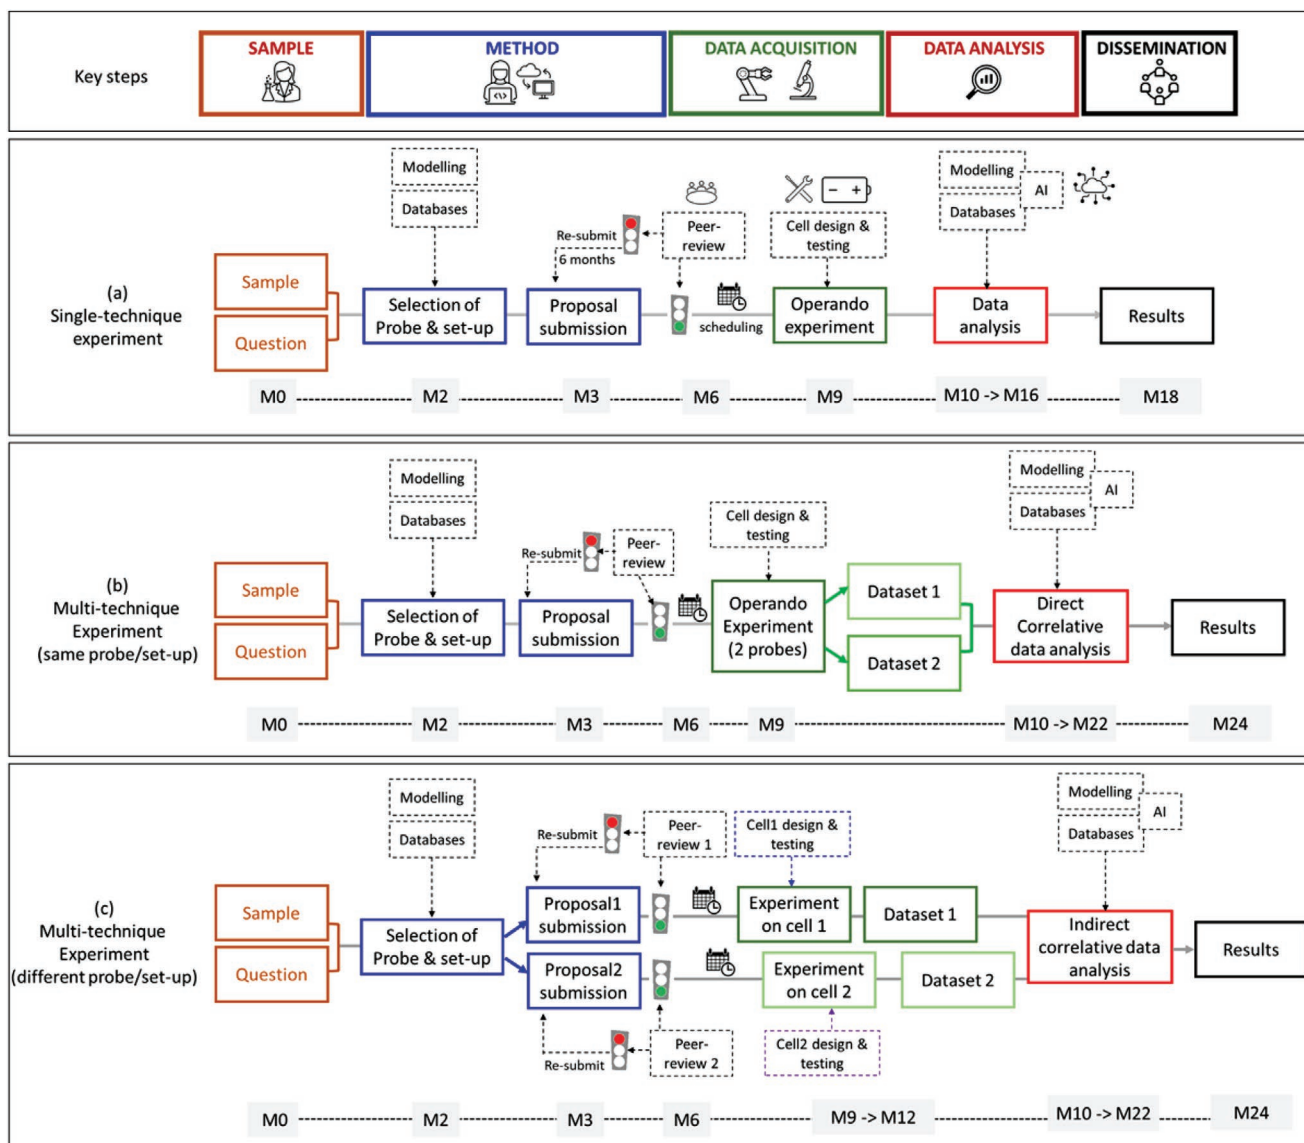 Key steps
SAMPLE
METHOD
DATA ACQUISITION
DATA ANALYSIS
DISSEMINATION
(a)
Single-technique
experiment
Sample
Question
Modelling
Databases
Selection of
Probe & set-up
Re-submit
6 months
Proposal
submission
Peer-
review
scheduling
Cell design &
testing
Operando
experiment
Modelling
AI
Databases
Data
analysis
Results
M0
M2
M3
M6
M9
M10 -> M16
M18
(b)
Multi-technique
Experiment
(same probe/set-up)
Sample
Question
Modelling
Databases
Selection of
Probe & set-up
Re-submit
Proposal
submission
Peer-
review
Cell design &
testing
Operando
Experiment
(2 probes)
Dataset 1
Dataset 2
Modelling
AI
Databases
Direct
Correlative
data analysis
Results
M0
M2
M3
M6
M9
M10 -> M22
M24
(c)
Multi-technique
Experiment
(different probe/set-up)
Sample
Question
Modelling
Databases
Selection of
Probe & set-up
Re-submit
Peer-
review 1
Proposal1
submission
Proposal2
submission
Re-submit
Peer-
review 2
Cell1 design &
testing
Experiment
on cell 1
Dataset 1
Experiment
on cell 2
Dataset 2
Cell2 design &
testing
Modelling
AI
Databases
Indirect
correlative data
analysis
Results
M0
M2
M3
M6
M9 -> M12
M10 -> M22
M24